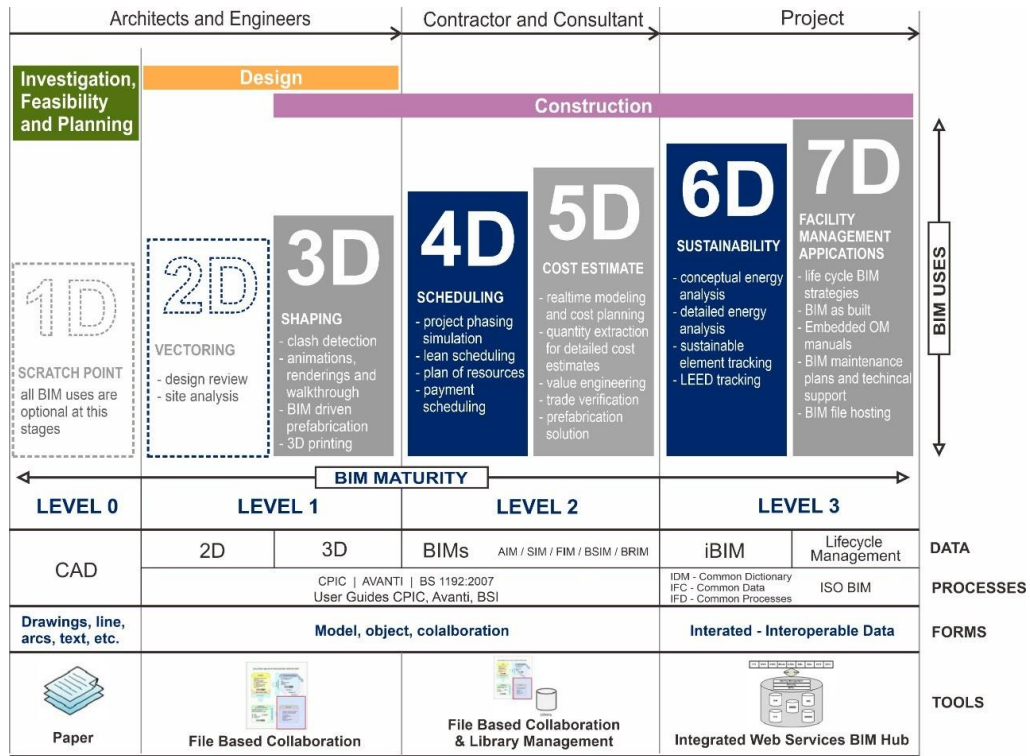 Architects and Engineers
Contractor and Consultant
Project
Investigation,
Feasibility
and Planning
Design
Construction
1D
SCRATCH POINT
all BIM uses are
optional at this
stages
2D
VECTORING
- design review
- site analysis
3D
SHAPING
- clash detection
- animations,
renderings and
walkthrough
- BIM driven
prefabrication
- 3D printing
4D
SCHEDULING
- project phasing
simulation
- lean scheduling
- plan of resources
- payment
scheduling
5D
COST ESTIMATE
- realtime modeling
and cost planning
- quantity extraction
for detailed cost
estimates
- value engineering
- trade verification
- prefabrication
solution
6D
SUSTAINABILITY
- conceptual energy
analysis
- detailed energy
analysis
- sustainable
element tracking
- LEED tracking
7D
FACILITY
MANAGEMENT
APPICATIONS
- life cycle BIM
strategies
- BIM as built
- Embedded OM
manuals
- BIM maintenance
plans and techincal
support
- BIM file hosting
BIM USES
BIM MATURITY
LEVEL 0
LEVEL 1
LEVEL 2
LEVEL 3
CAD
2D
3D
BIMs
AIM / SIM / FIM / BSIM / BRIM
iBIM
Lifecycle
Management
DATA
CPIC | AVANTI | BS 1192:2007
User Guides CPIC, Avanti, BSI
IDM - Common Dictionary
IFC - Common Data
IFD - Common Processes
ISO BIM
PROCESSES
Drawings, line,
arcs, text, etc.
Model, object, colalboration
Interated - Interoperable Data
FORMS
Paper
File Based Collaboration
File Based Collaboration
& Library Management
Integrated Web Services BIM Hub
TOOLS